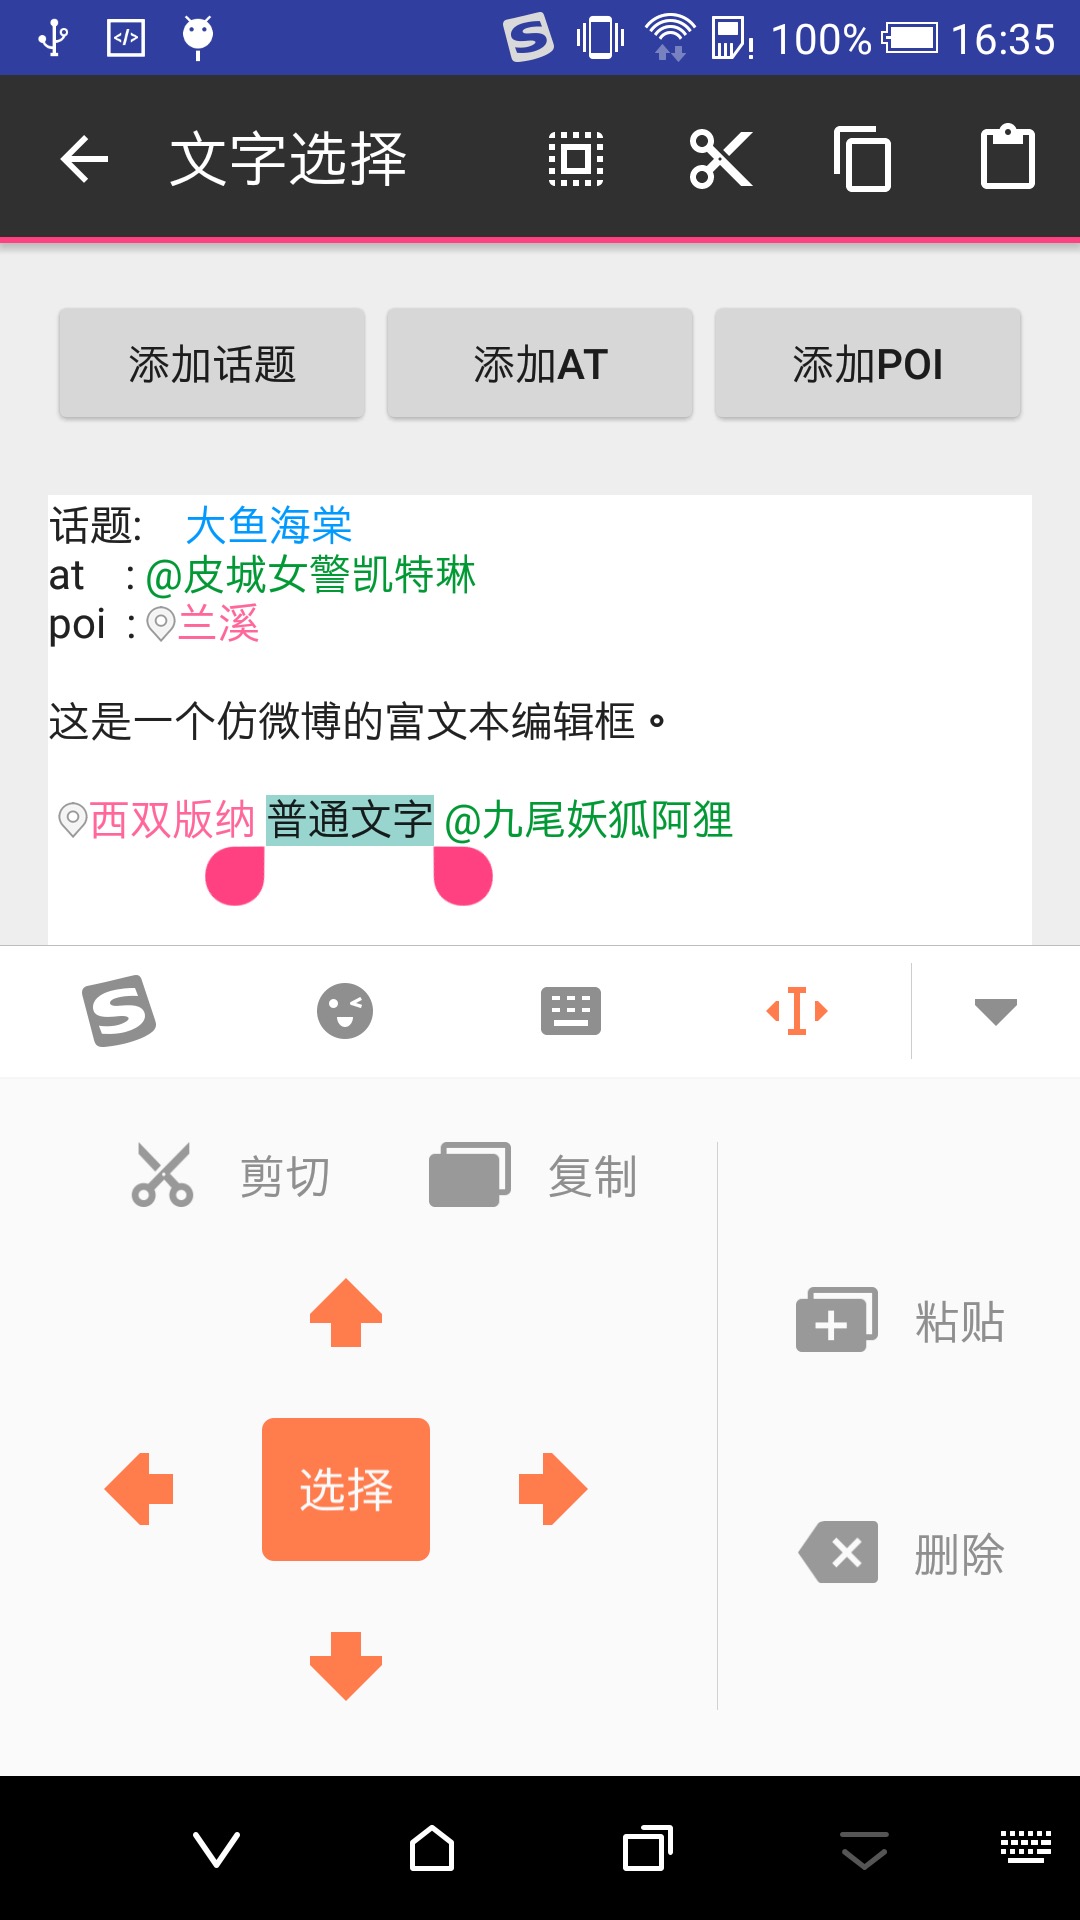 100% 16:35
文字选择
添加话题 添加AT 添加POI
话题: 大鱼海棠
at : @皮城女警凯特琳
poi : 兰溪
这是一个仿微博的富文本编辑框。
西双版纳 普通文字 @九尾妖狐阿狸
剪切 复制
粘贴
选择
删除